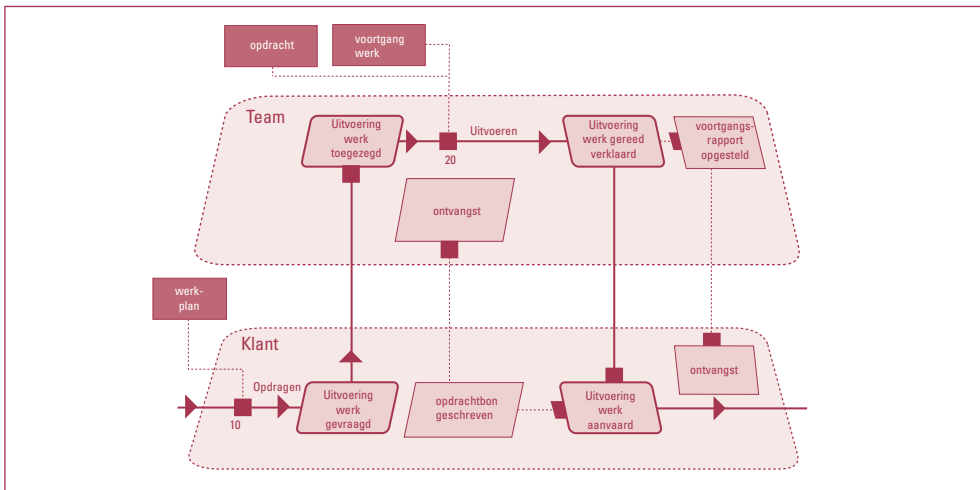 opdracht
voortgang
werk
Team
Uitvoering
werk
toegezegd
Uitvoeren
20
Uitvoering
werk gereed
verklaard
voortgangs-
rapport
opgesteld
ontvangst
werk-
plan
Klant
Opdragen
10
Uitvoering
werk
gevraagd
opdrachtbon
geschreven
Uitvoering
werk
aanvaard
ontvangst